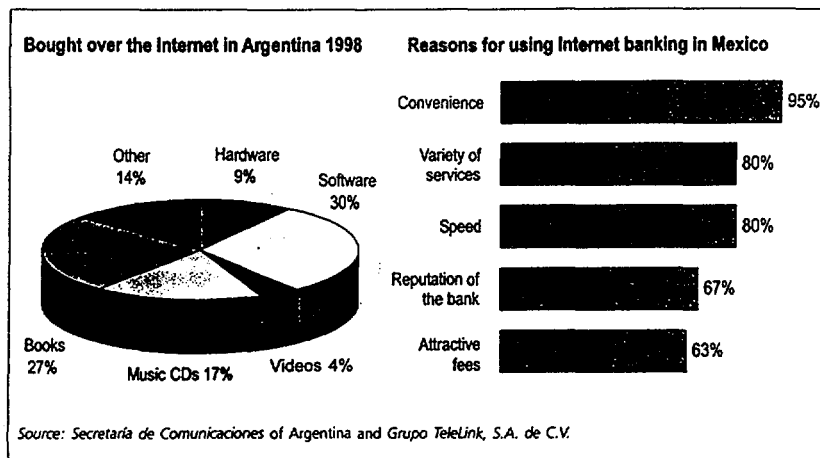 Bought over the Internet in Argentina 1998
Other
14%
Hardware
9%
Software
30%
Books
27%
Music CDs 17%
Videos 4%
Reasons for using Internet banking in Mexico
Convenience
95%
Variety of
services
80%
Speed
80%
Reputation of
the bank
67%
Attractive
fees
63%
Source: Secretaría de Comunicaciones of Argentina and Grupo TeleLink, S.A. de C.V.